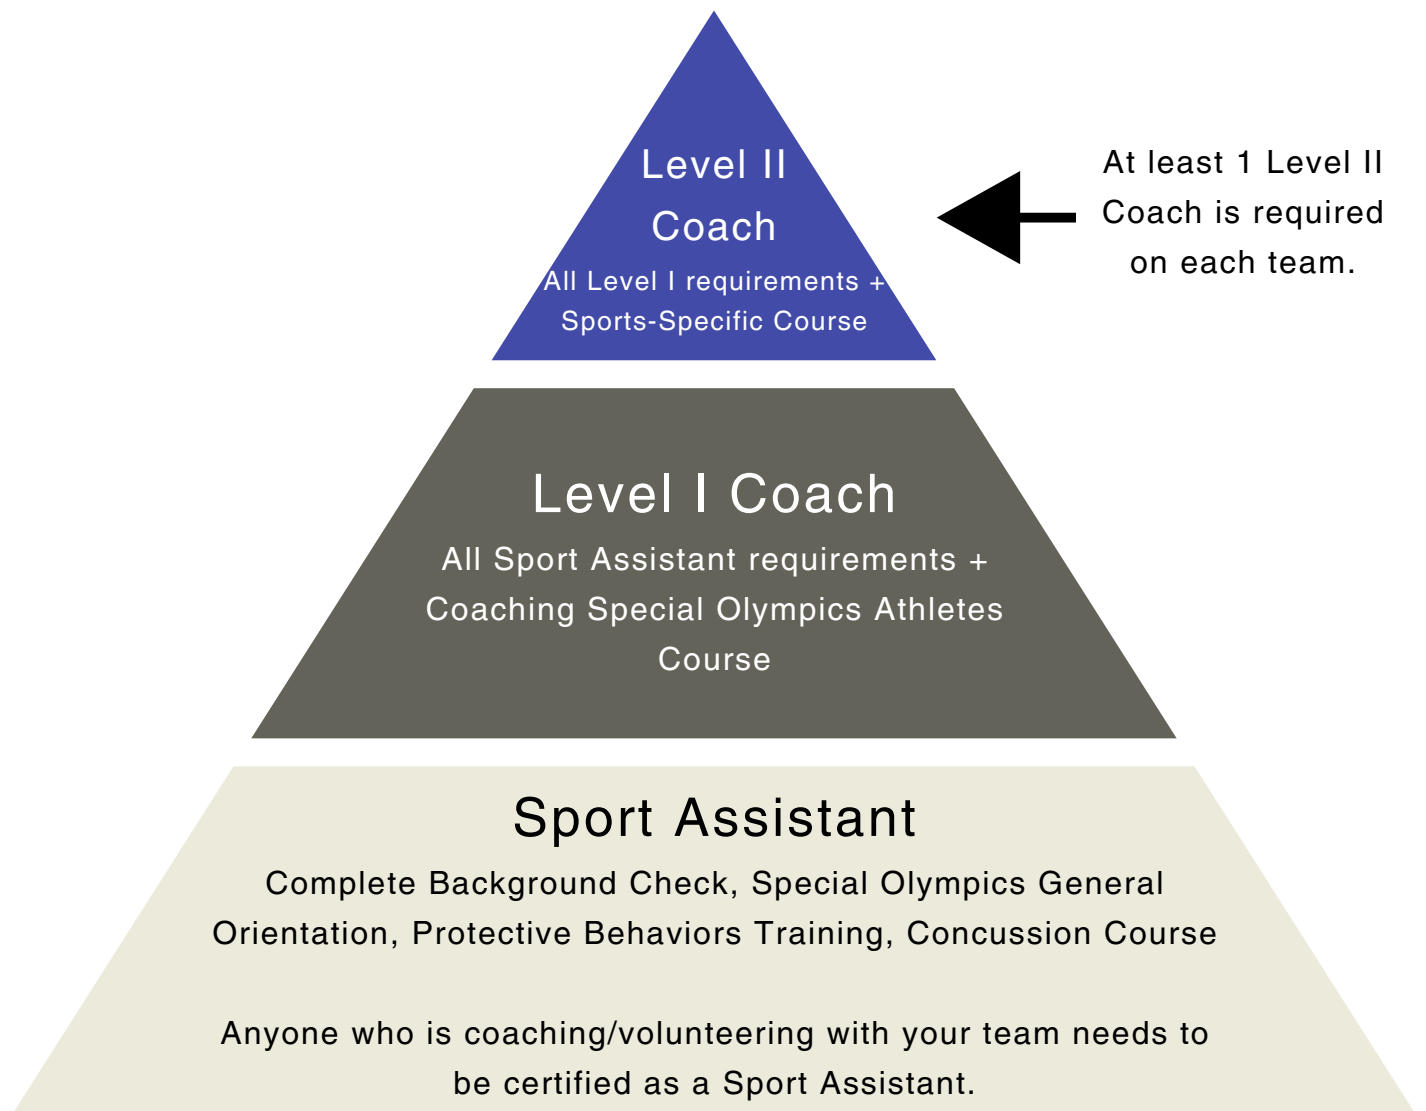 Level II
Coach
All Level I requirements +
Sports-Specific Course
At least 1 Level II
Coach is required
on each team.
Level I Coach
All Sport Assistant requirements +
Coaching Special Olympics Athletes
Course
Sport Assistant
Complete Background Check, Special Olympics General
Orientation, Protective Behaviors Training, Concussion Course
Anyone who is coaching/volunteering with your team needs to
be certified as a Sport Assistant.